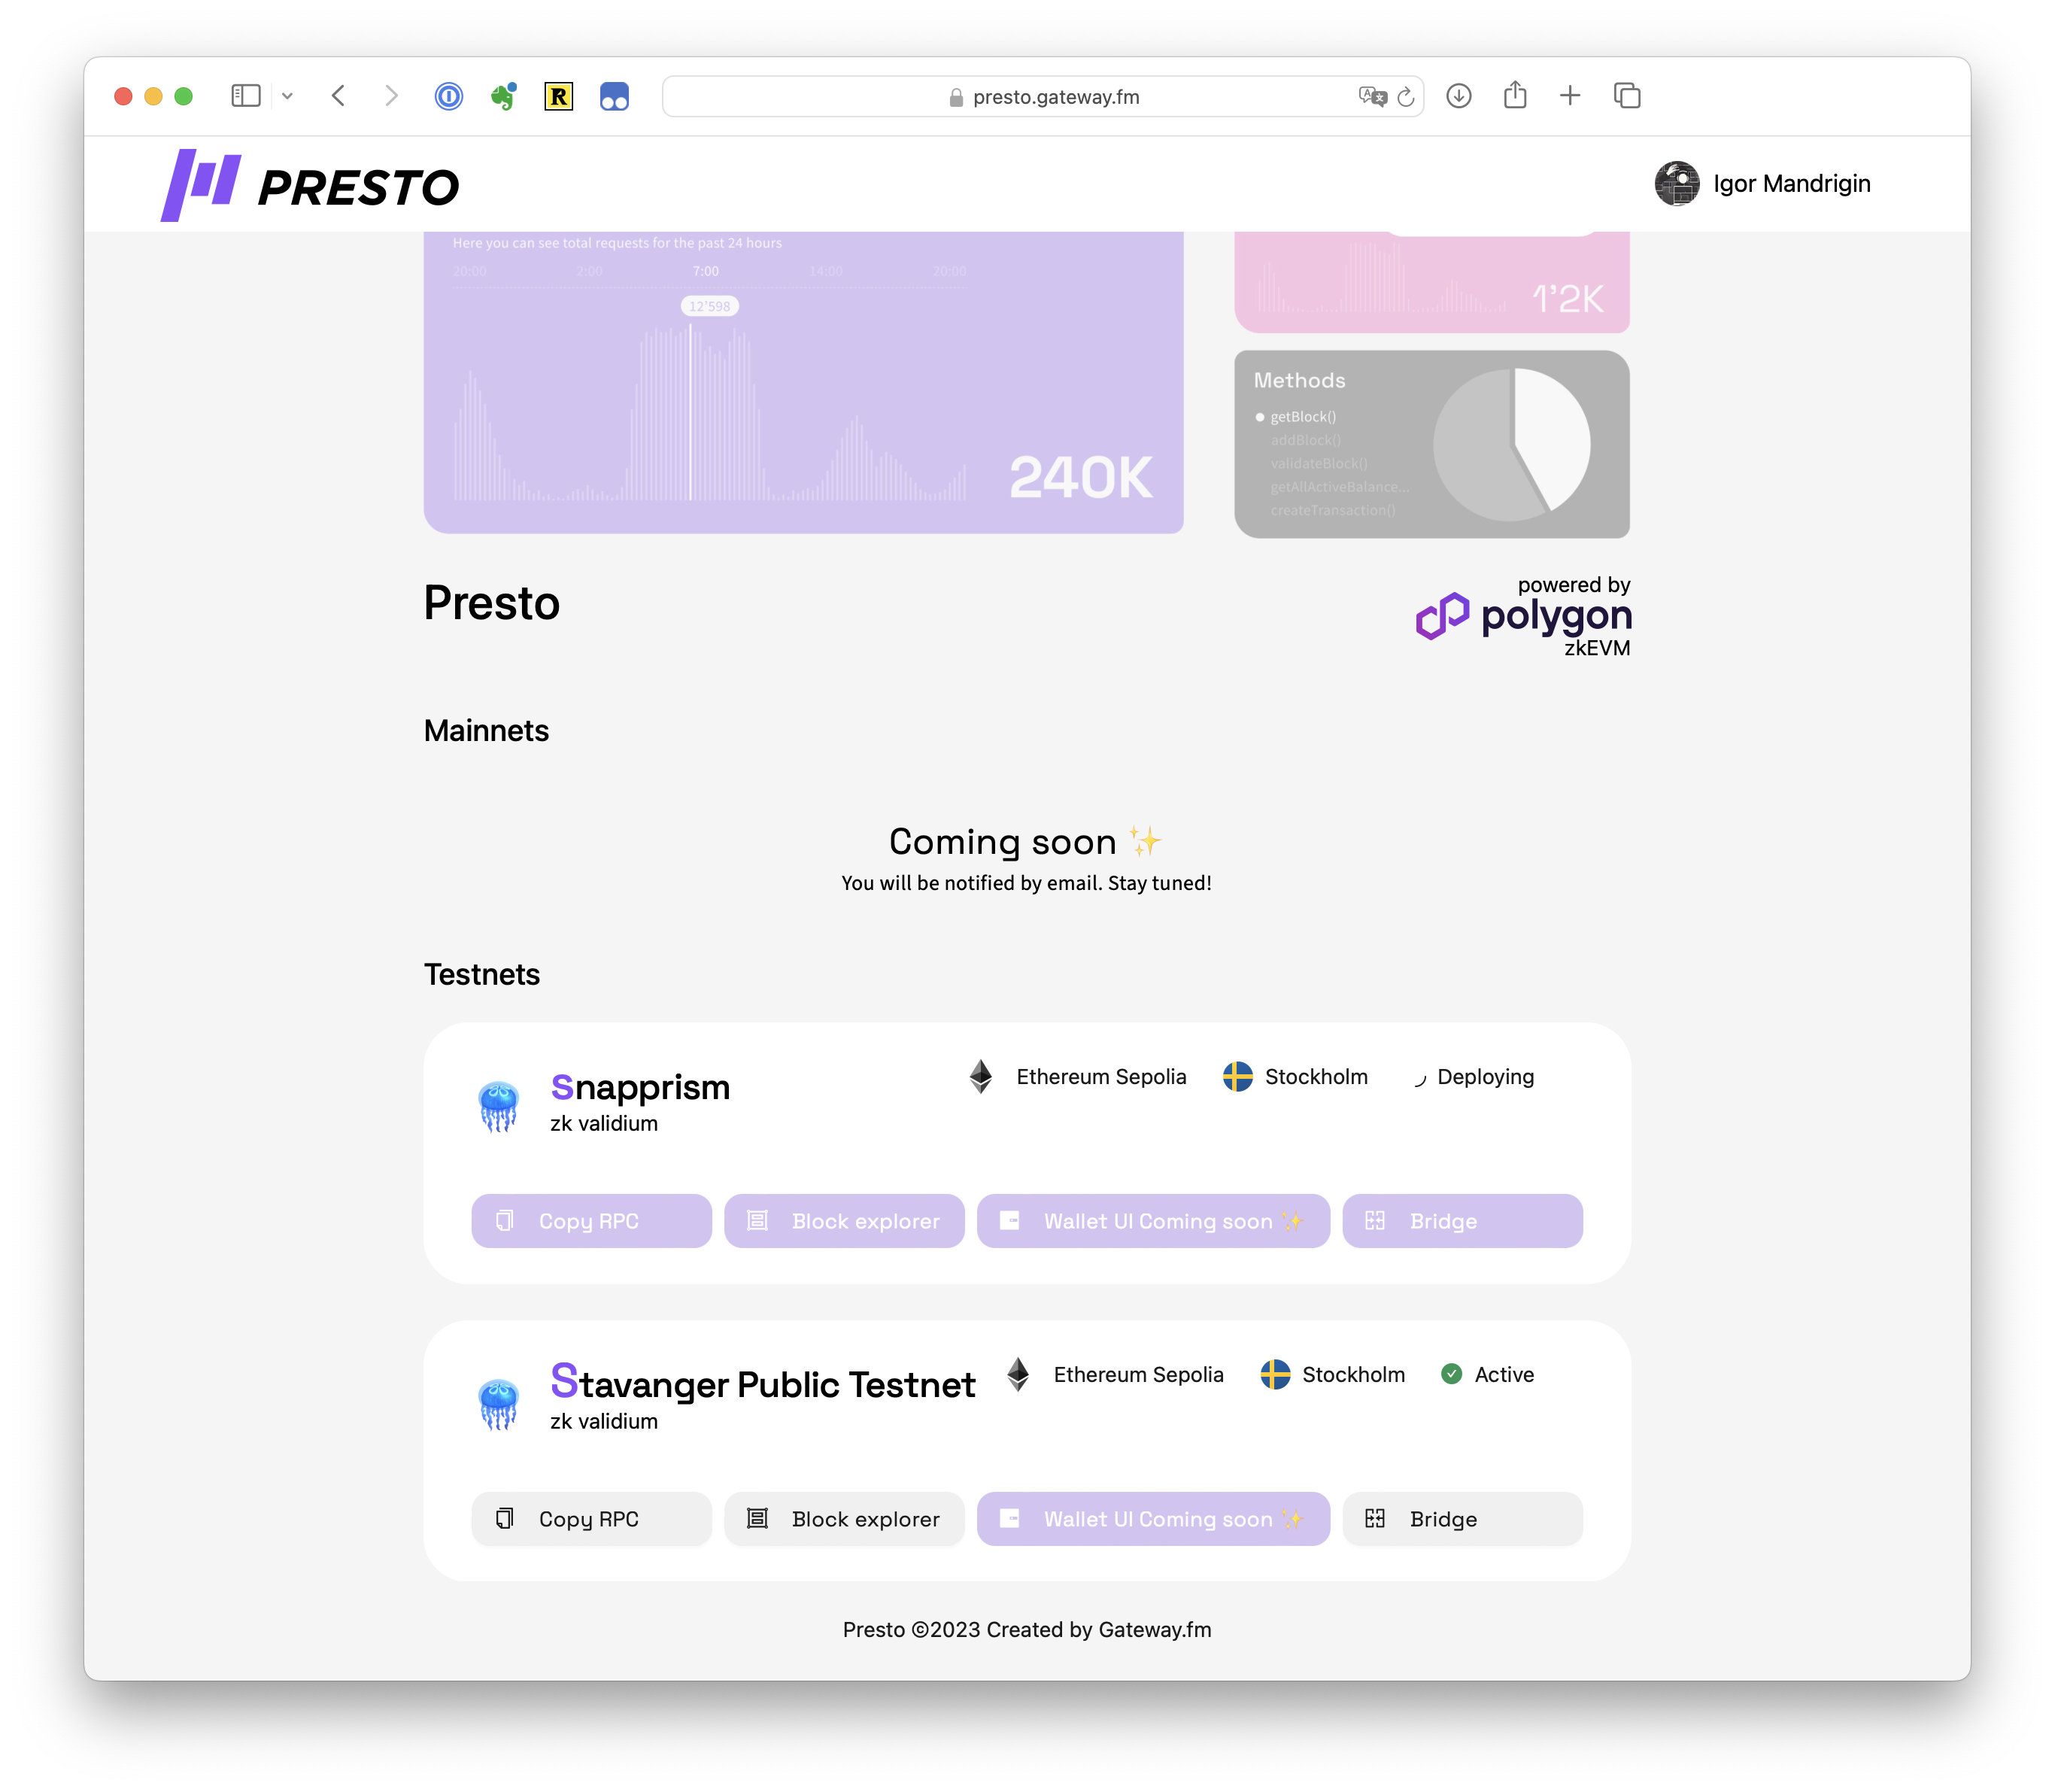 presto.gateway.fm
PRESTO
Igor Mandrigin
Here you can see total requests for the past 24 hours
20:00 2:00 7:00 14:00 20:00
12'598
240K
1'2K
Methods
getBlock()
addBlock()
validateBlock()
getAllActiveBalance...
createTransaction()
Presto
powered by
polygon
zkEVM
Mainnets
Coming soon ✨
You will be notified by email. Stay tuned!
Testnets
Snapprism
zk validium
Ethereum Sepolia
Stockholm
Deploying
Copy RPC
Block explorer
Wallet UI Coming soon ✨
Bridge
Stavanger Public Testnet
zk validium
Ethereum Sepolia
Stockholm
Active
Copy RPC
Block explorer
Wallet UI Coming soon ✨
Bridge
Presto ©2023 Created by Gateway.fm